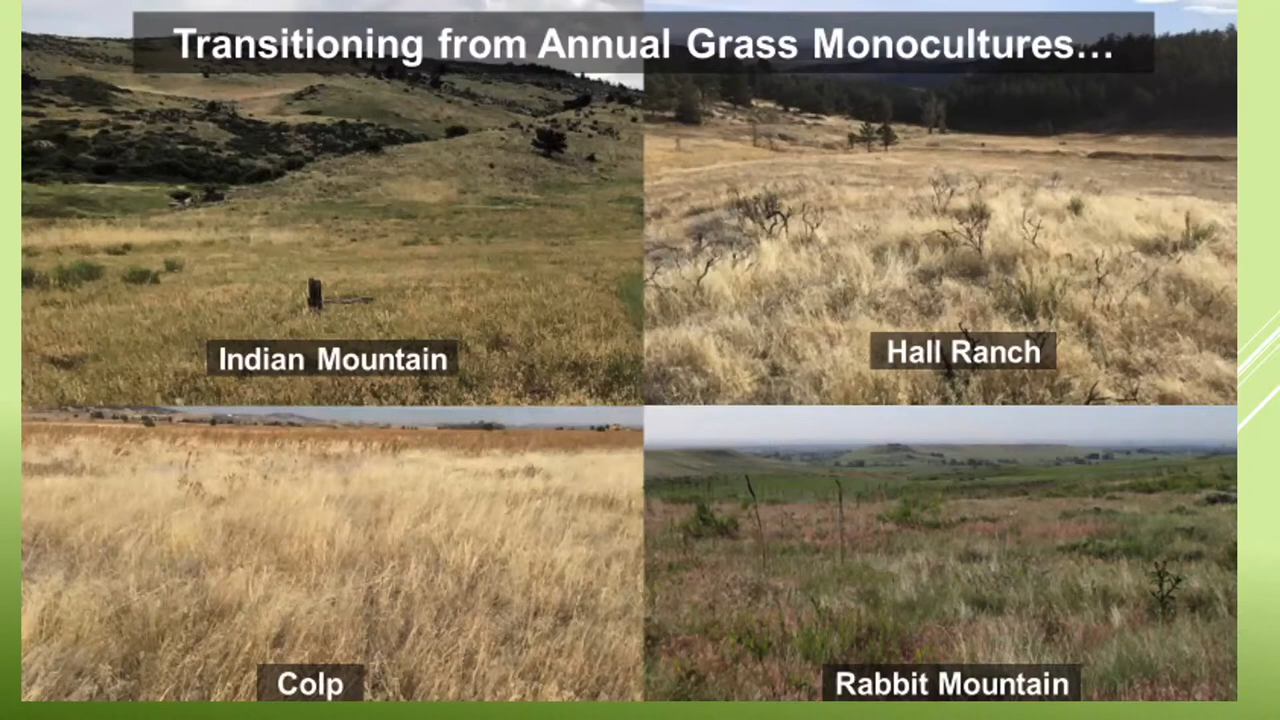 Transitioning from Annual Grass Monocultures…
Indian Mountain
Hall Ranch
Colp
Rabbit Mountain